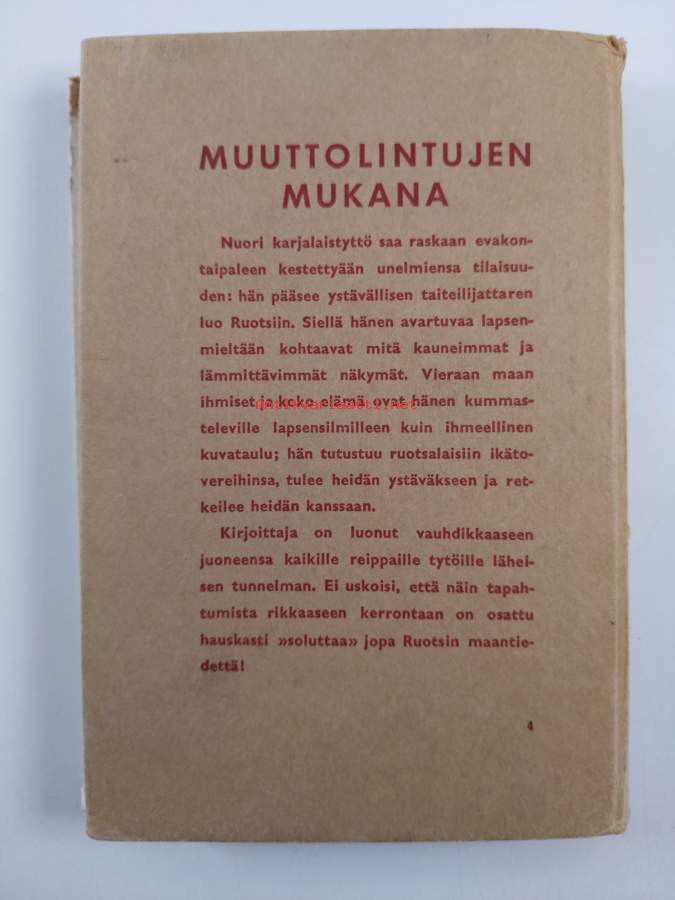 MUUTTOLINTUJEN
MUKANA
Nuori karjalaistyttö saa raskaan evakon-
taipaleen kestettyään unelmiensa tilaisuu-
den: hän pääsee ystävällisen taiteilijattaren
luo Ruotsiin. Siellä hänen avartuvaa lapsen-
mieltään kohtaavat mitä kauneimmat ja
lämmittävimmät näkymät. Vieraan maan
ihmiset ja koko elämä ovat hänen kummas-
televille lapsensilmilleen kuin ihmeellinen
kuvataulu; hän tutustuu ruotsalaisiin ikäto-
vereihinsa, tulee heidän ystäväkseen ja ret-
keilee heidän kanssaan.
Kirjoittaja on luonut vauhdikkaaseen
juoneensa kaikille reippaille tytöille lähei-
sen tunnelman. Ei uskoisi, että näin tapah-
tumista rikkaaseen kerrontaan on osattu
hauskasti »soluttaa» jopa Ruotsin maantie-
dettä!
4